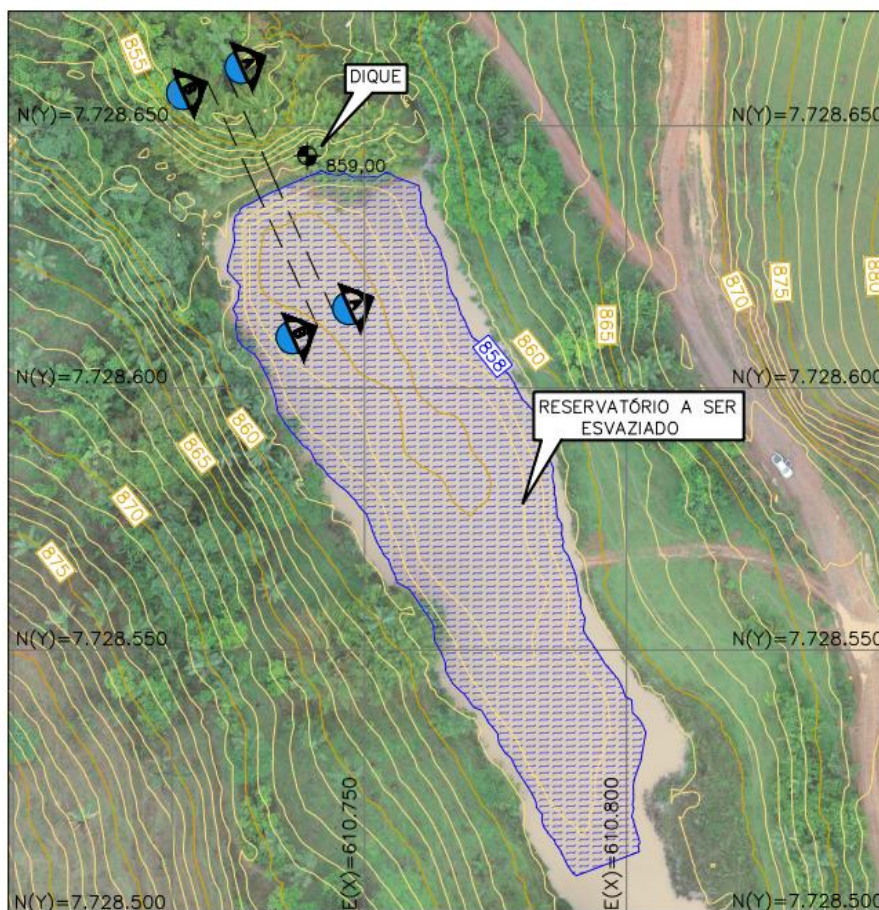 855
B
A
DIQUE
N(Y)=7.728.650
N(Y)=7.728.650
859,00
880
875
870
865
860
858
A
B
N(Y)=7.728.600
N(Y)=7.728.600
RESERVATÓRIO A SER
ESVAZIADO
860
865
870
875
N(Y)=7.728.550
N(Y)=7.728.550
E(X)=610.750
E(X)=610.800
N(Y)=7.728.500
N(Y)=7.728.500